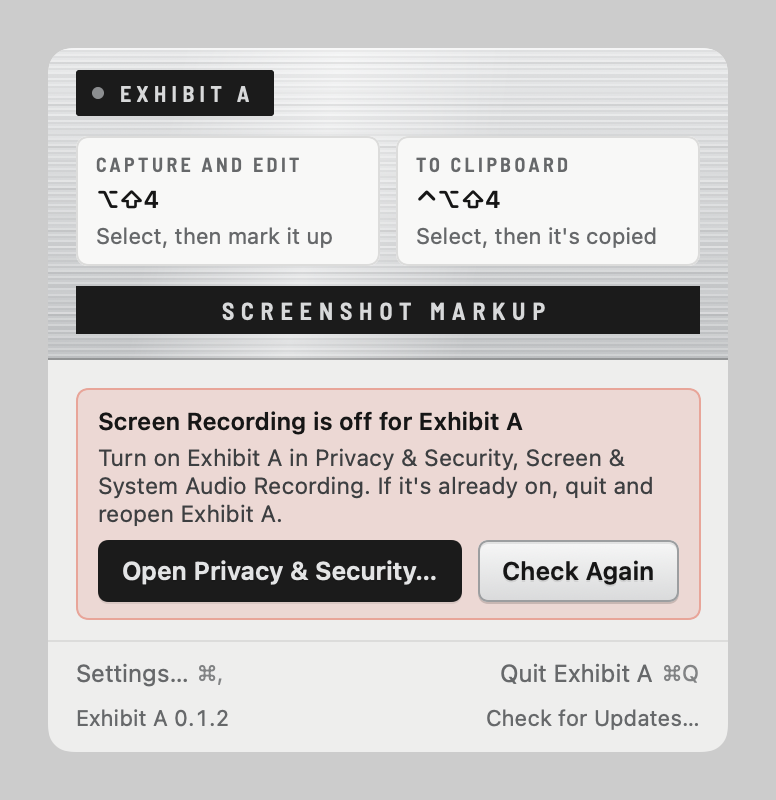 EXHIBIT A
CAPTURE AND EDIT
⌥⇧4
Select, then mark it up
TO CLIPBOARD
⌃⌥⇧4
Select, then it's copied
SCREENSHOT MARKUP
Screen Recording is off for Exhibit A
Turn on Exhibit A in Privacy & Security, Screen &
System Audio Recording. If it's already on, quit and
reopen Exhibit A.
Open Privacy & Security...
Check Again
Settings... ⌘,
Quit Exhibit A ⌘Q
Exhibit A 0.1.2
Check for Updates...